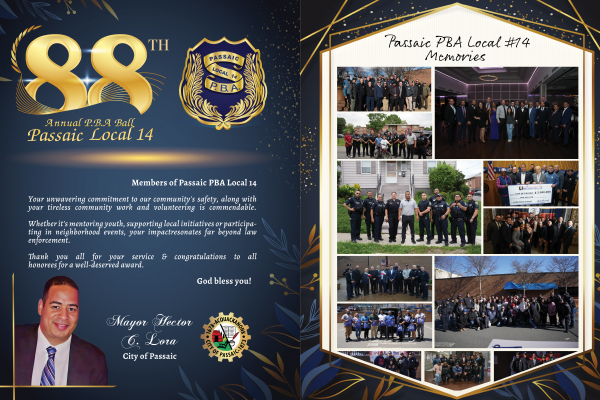 88TH
Annual P.B.A Ball
Passaic Local 14
PASSAIC
LOCAL 14
P.B.A
Members of Passaic PBA Local 14
Your unwavering commitment to our community's safety, along with
your tireless community work and volunteering is commendable.
Whether it's mentoring youth, supporting local initiatives or participa-
ting in neighborhood events, your impactresonates far beyond law
enforcement.
Thank you all for your service & congratulations to all
honorees for a well-deserved award.
God bless you!
Mayor Hector
C. Lora
City of Passaic
Passaic PBA Local #14
Memories